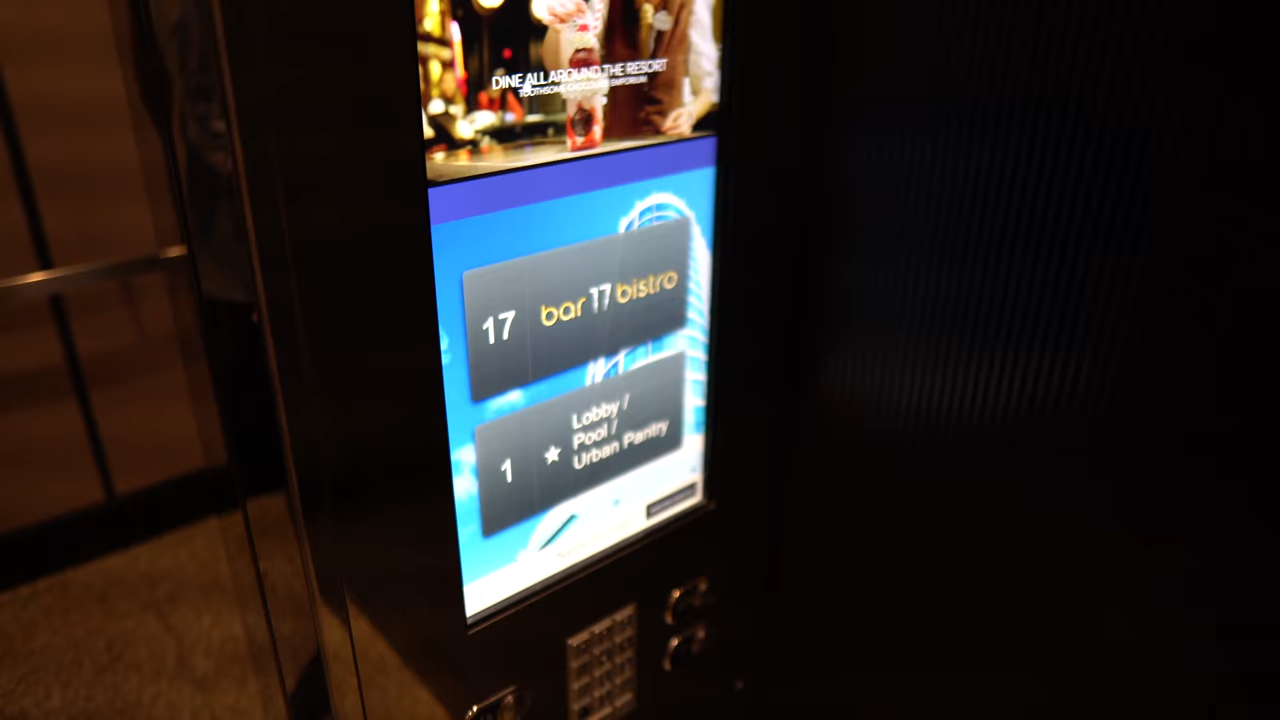 DINE ALL AROUND THE RESORT
TOOTHSOME CHOCOLATE EMPORIUM
17 bar 17 bistro
1 ★ Lobby /
Pool /
Urban Pantry